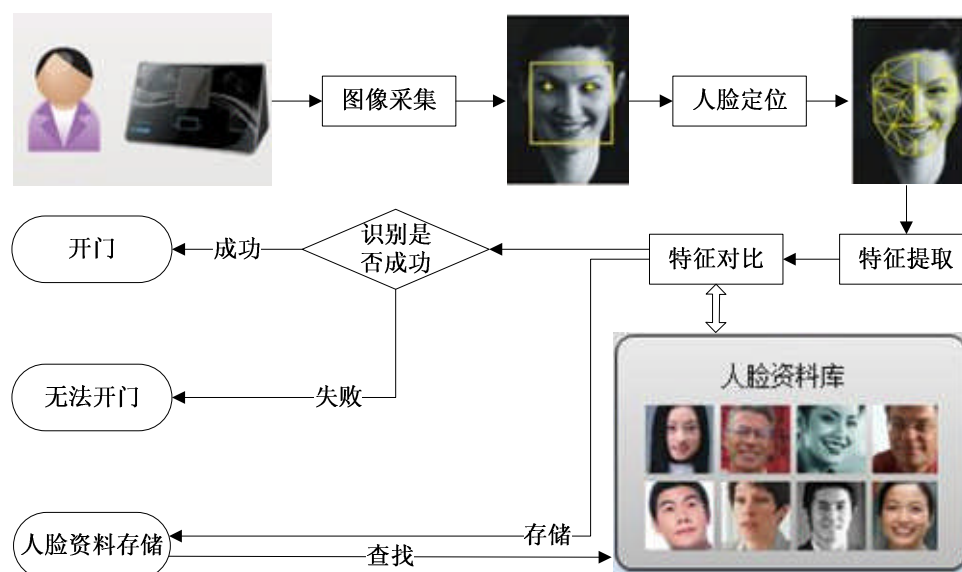 图像采集
人脸定位
开门
成功
识别是
否成功
特征对比
特征提取
无法开门
失败
人脸资料库
人脸资料存储
存储
查找